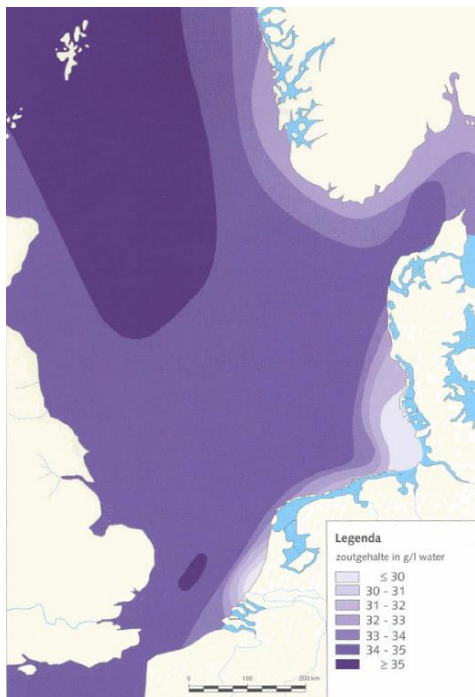 Legenda
zoutgehalte in g/l water
≤ 30
30 - 31
31 - 32
32 - 33
33 - 34
34 - 35
≥ 35
0 100 200 km